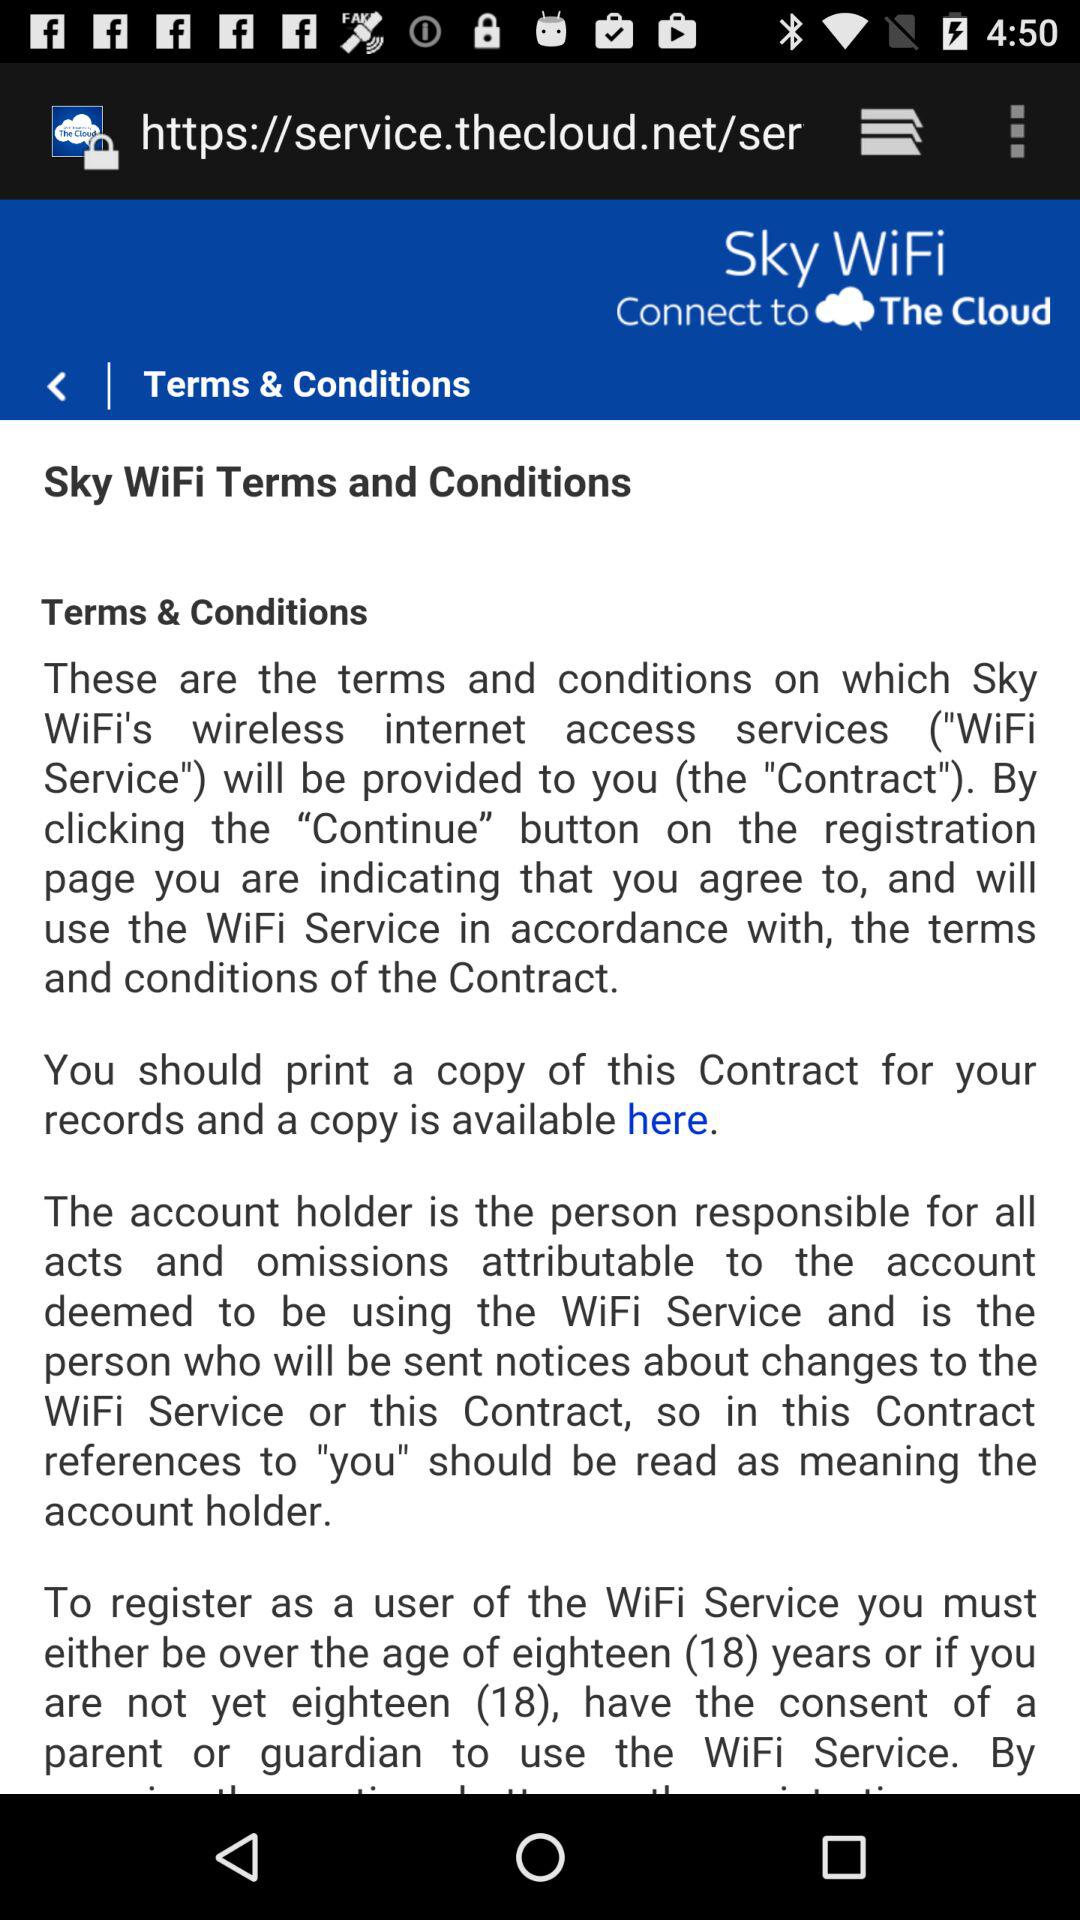 FAKE
4:50
The Cloud
https://service.thecloud.net/ser
Sky WiFi
Connect to The Cloud
Terms & Conditions
Sky WiFi Terms and Conditions
Terms & Conditions
These are the terms and conditions on which Sky
WiFi's wireless internet access services ("WiFi
Service") will be provided to you (the "Contract"). By
clicking the “Continue” button on the registration
page you are indicating that you agree to, and will
use the WiFi Service in accordance with, the terms
and conditions of the Contract.
You should print a copy of this Contract for your
records and a copy is available here.
The account holder is the person responsible for all
acts and omissions attributable to the account
deemed to be using the WiFi Service and is the
person who will be sent notices about changes to the
WiFi Service or this Contract, so in this Contract
references to "you" should be read as meaning the
account holder.
To register as a user of the WiFi Service you must
either be over the age of eighteen (18) years or if you
are not yet eighteen (18), have the consent of a
parent or guardian to use the WiFi Service. By